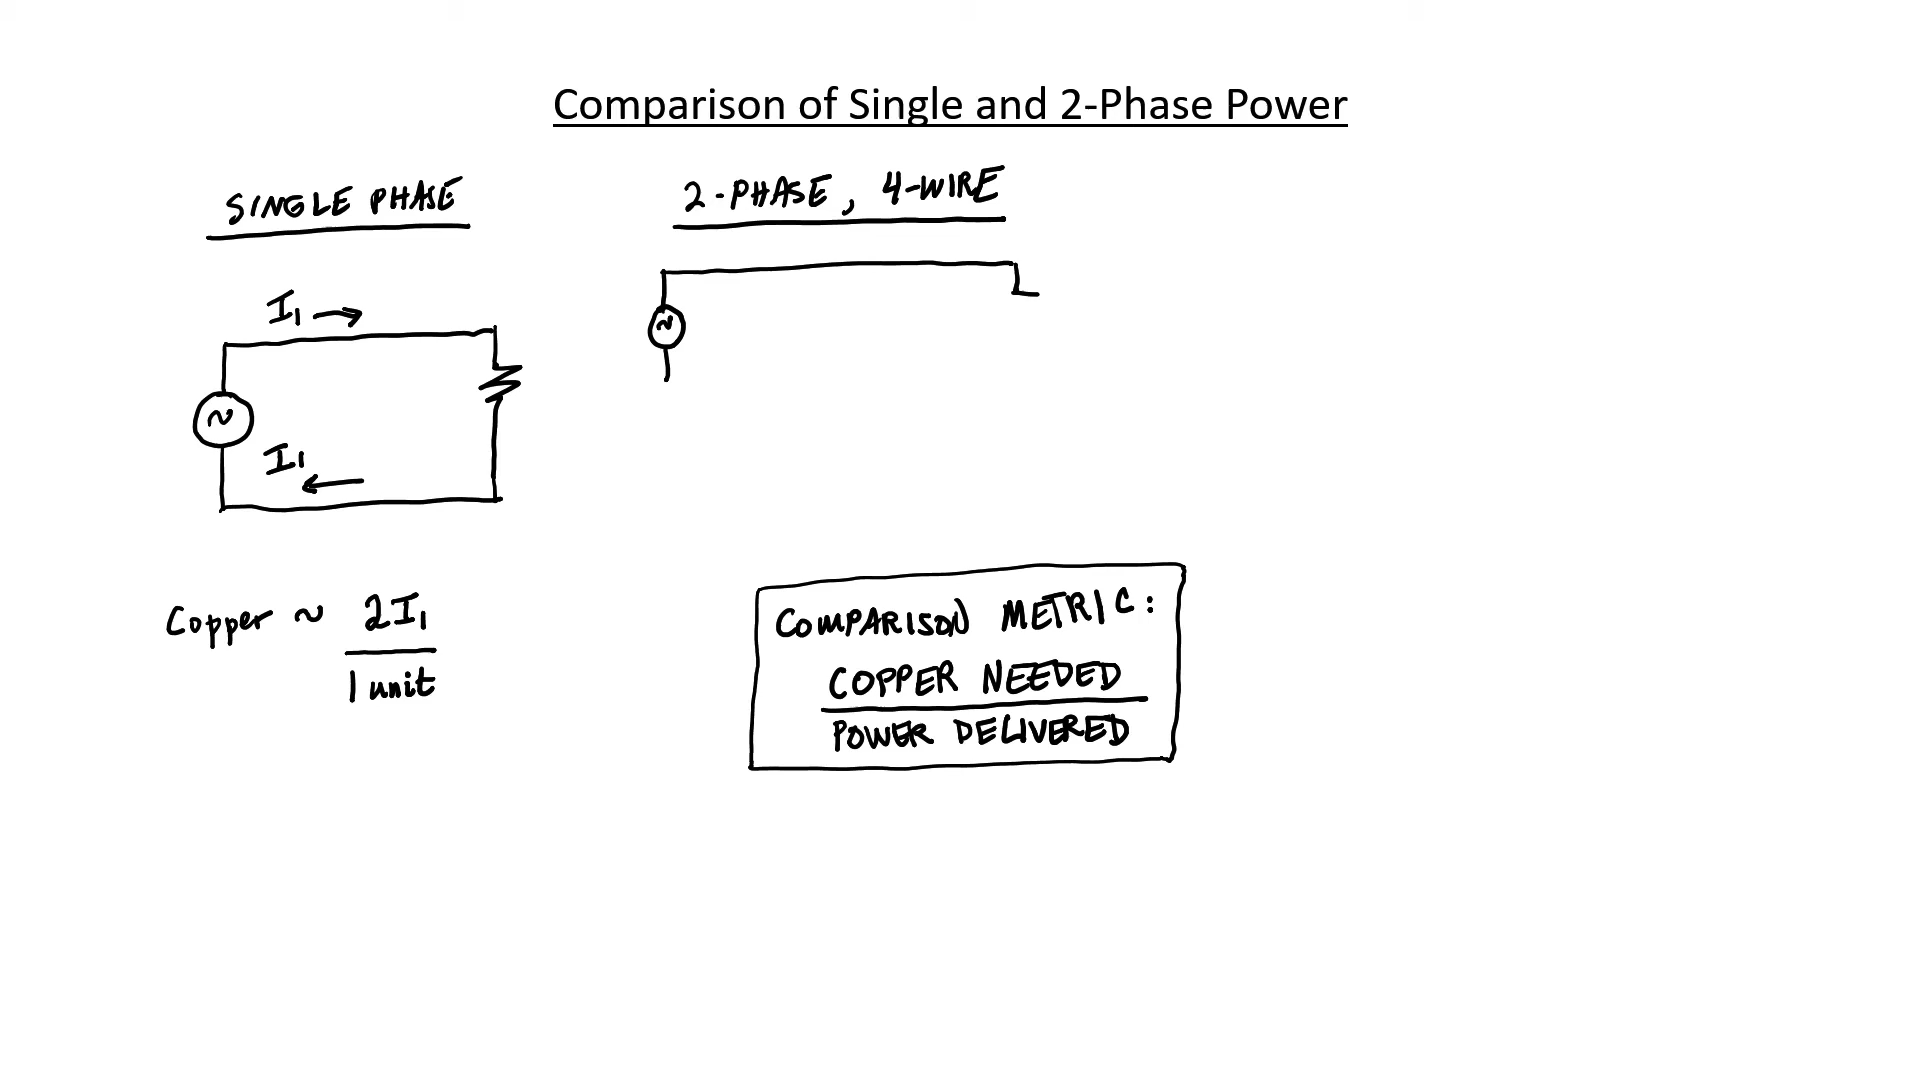 Comparison of Single and 2-Phase Power
SINGLE PHASE
I1
~
I1
Copper ~ 2I1
1 unit
2-PHASE, 4-WIRE
~
COMPARISON METRIC:
COPPER NEEDED
POWER DELIVERED